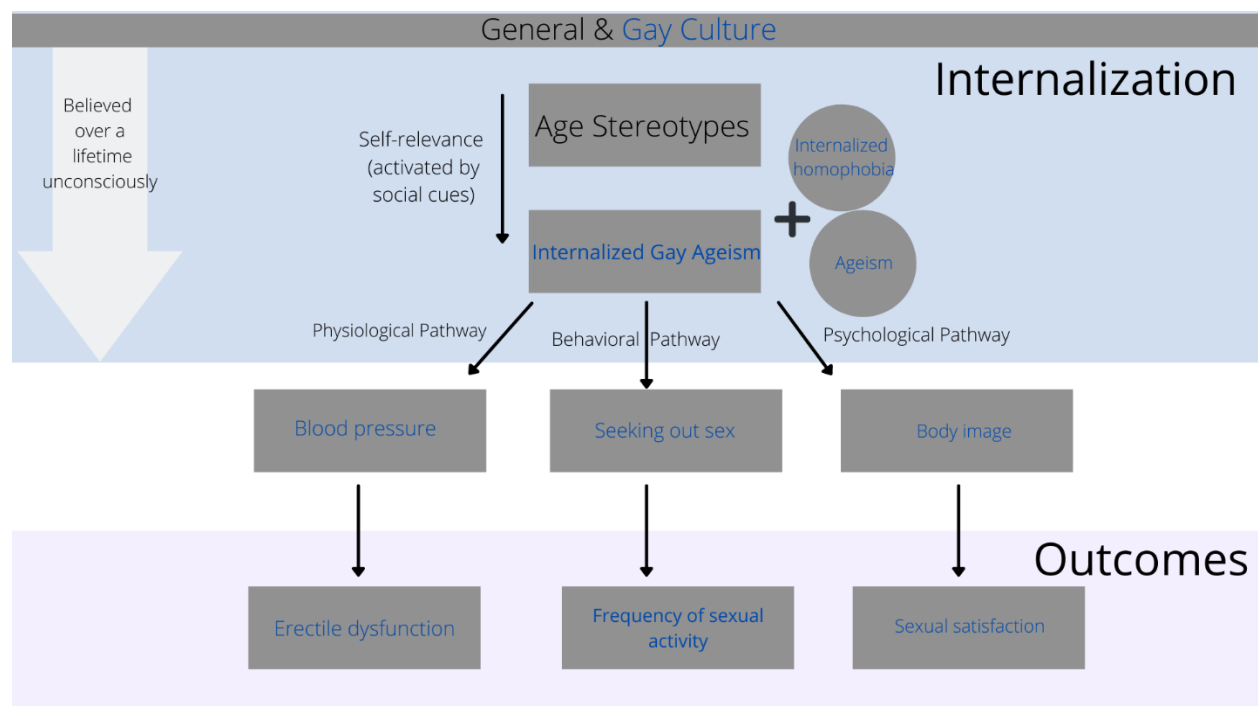 General & Gay Culture
Internalization
Believed
over a
lifetime
unconsciously
Self-relevance
(activated by
social cues)
Age Stereotypes
Internalized
homophobia
+
Internalized Gay Ageism
Ageism
Physiological Pathway
Behavioral Pathway
Psychological Pathway
Blood pressure
Seeking out sex
Body image
Outcomes
Erectile dysfunction
Frequency of sexual
activity
Sexual satisfaction